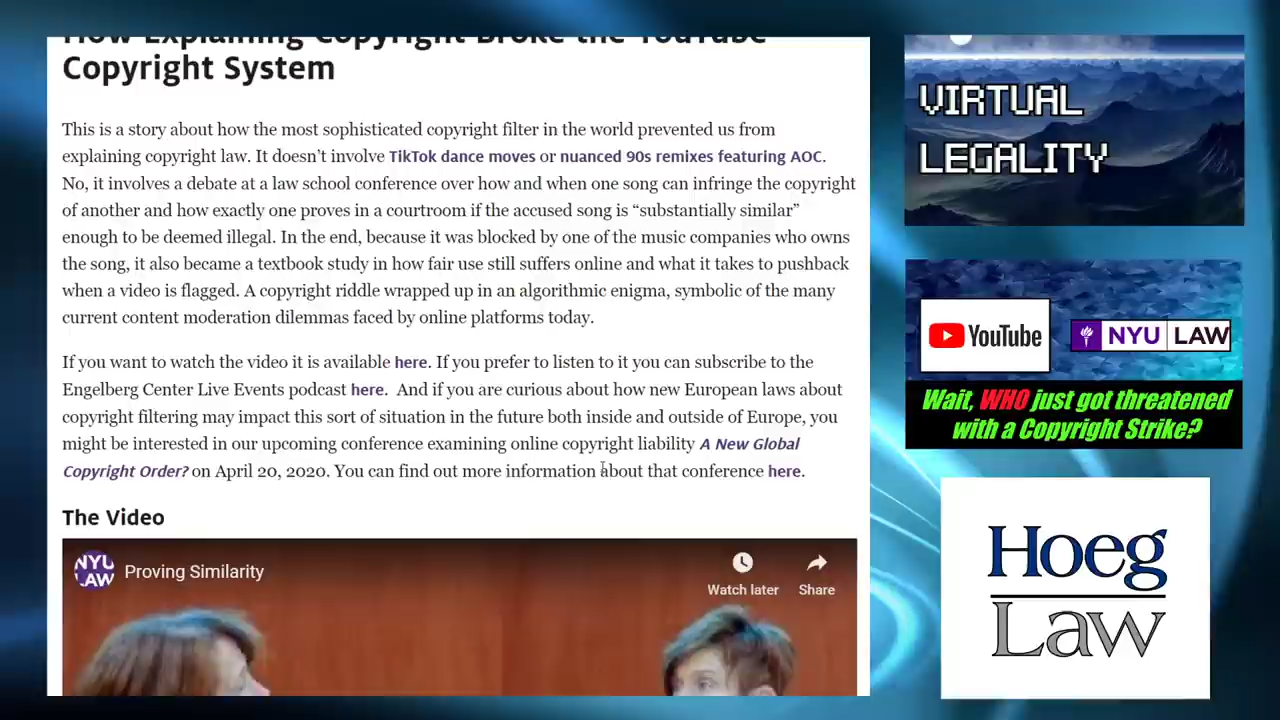 How Explaining Copyright Broke the YouTube
Copyright System
This is a story about how the most sophisticated copyright filter in the world prevented us from
explaining copyright law. It doesn’t involve TikTok dance moves or nuanced 90s remixes featuring AOC.
No, it involves a debate at a law school conference over how and when one song can infringe the copyright
of another and how exactly one proves in a courtroom if the accused song is “substantially similar”
enough to be deemed illegal. In the end, because it was blocked by one of the music companies who owns
the song, it also became a textbook study in how fair use still suffers online and what it takes to pushback
when a video is flagged. A copyright riddle wrapped up in an algorithmic enigma, symbolic of the many
current content moderation dilemmas faced by online platforms today.
If you want to watch the video it is available here. If you prefer to listen to it you can subscribe to the
Engelberg Center Live Events podcast here. And if you are curious about how new European laws about
copyright filtering may impact this sort of situation in the future both inside and outside of Europe, you
might be interested in our upcoming conference examining online copyright liability A New Global
Copyright Order? on April 20, 2020. You can find out more information about that conference here.
The Video
NYU
LAW
Proving Similarity
Watch later
Share
VIRTUAL
LEGALITY
YouTube
NYU LAW
Wait, WHO just got threatened
with a Copyright Strike?
Hoeg
Law